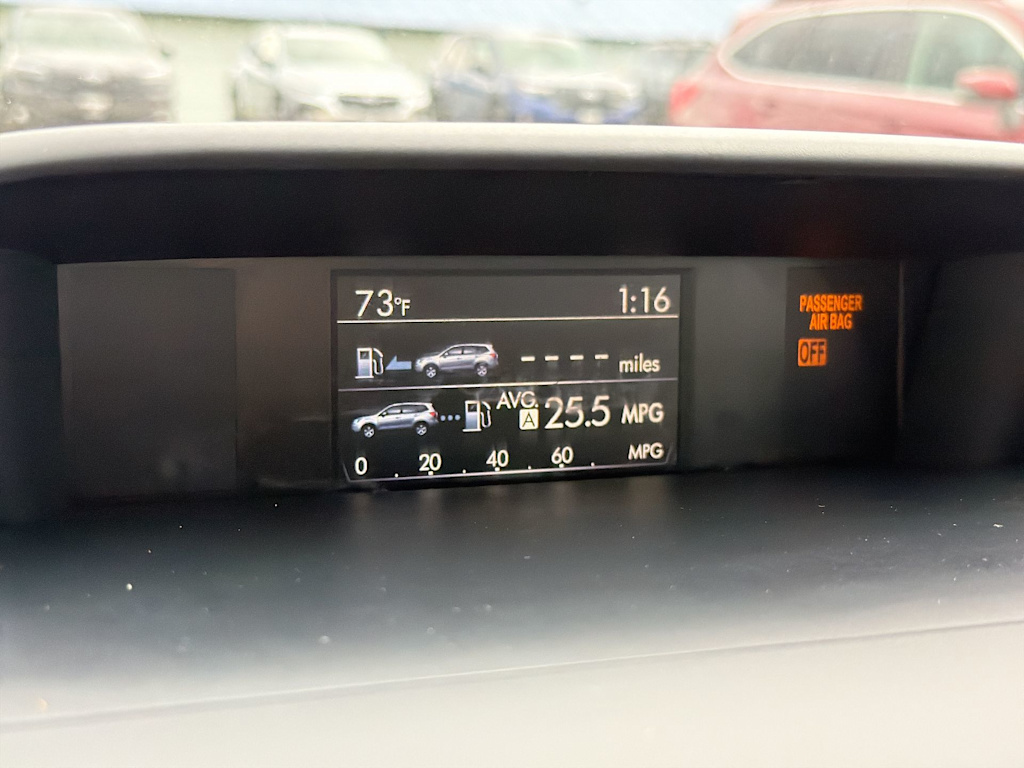 73°F 1:16
---- miles
AVG. A 25.5 MPG
0 20 40 60 MPG
PASSENGER
AIR BAG
OFF